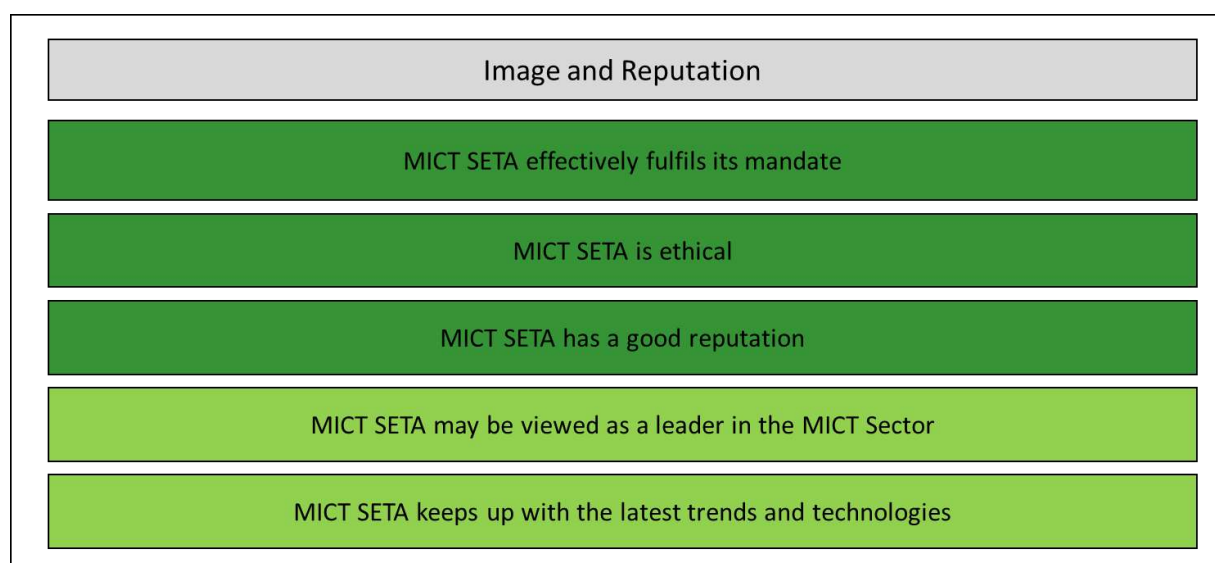 Image and Reputation
MICT SETA effectively fulfils its mandate
MICT SETA is ethical
MICT SETA has a good reputation
MICT SETA may be viewed as a leader in the MICT Sector
MICT SETA keeps up with the latest trends and technologies